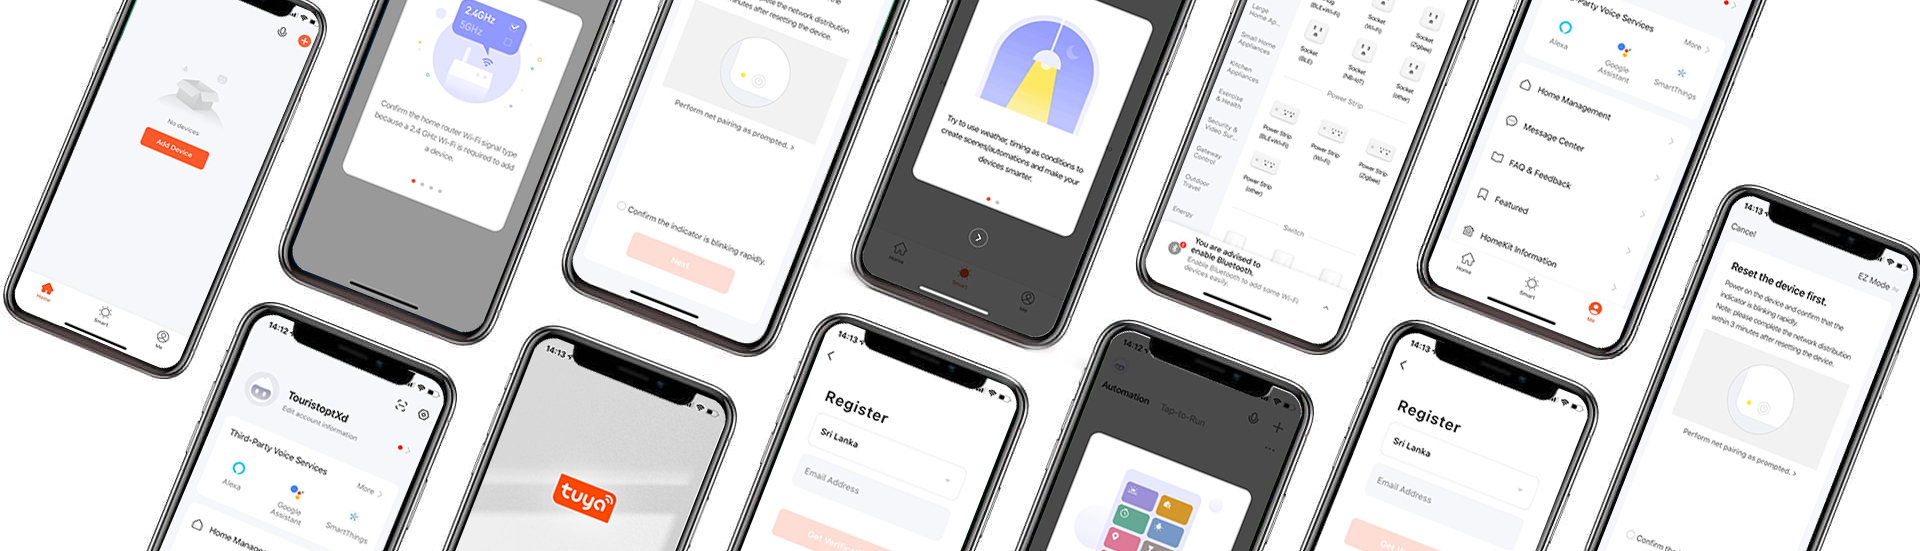 No devices
Add Device
Home
Smart
Me
2.4GHz
5GHz
Confirm the home router Wi-Fi signal type
because a 2.4 GHz Wi-Fi is required to add
a device.
complete the network distribution
minutes after resetting the device.
Perform net pairing as prompted. >
Confirm the indicator is blinking rapidly.
Next
Try to use weather, timing as conditions to
create scenes/automations and make your
devices smarter.
Home
Smart
Me
Large
Home Ap...
Small Home
Appliances
Kitchen
Appliances
Exercise
& Health
Security &
Video Sur...
Gateway
Control
Outdoor
Travel
Energy
(BLE+Wi-Fi)
Socket
(Wi-Fi)
Socket
(Zigbee)
Socket
(BLE)
Socket
(NB-IoT)
Socket
(other)
Power Strip
Power Strip
(BLE+Wi-Fi)
Power Strip
(Wi-Fi)
Power Strip
(Zigbee)
Power Strip
(other)
Switch
You are advised to
enable Bluetooth.
Enable Bluetooth to add some Wi-Fi
devices easily.
Third-Party Voice Services
More >
Alexa
Google
Assistant
SmartThings
Home Management
Message Center
FAQ & Feedback
Featured
HomeKit Information
Home
Smart
Me
14:13
Cancel
EZ Mode
Reset the device first.
Power on the device and confirm that the
indicator is blinking rapidly.
Note: please complete the network distribution
within 3 minutes after resetting the device.
Perform net pairing as prompted. >
Confirm the
14:12
TouristoptXd
Edit account information
Third-Party Voice Services
More >
Alexa
Google
Assistant
SmartThings
Home Manage
14:13
tuya
14:13
Register
Sri Lanka
Email Address
Get Verific
14:12
Automation
Tap-to-Run
14:13
Register
Sri Lanka
Email Address
Get Ver